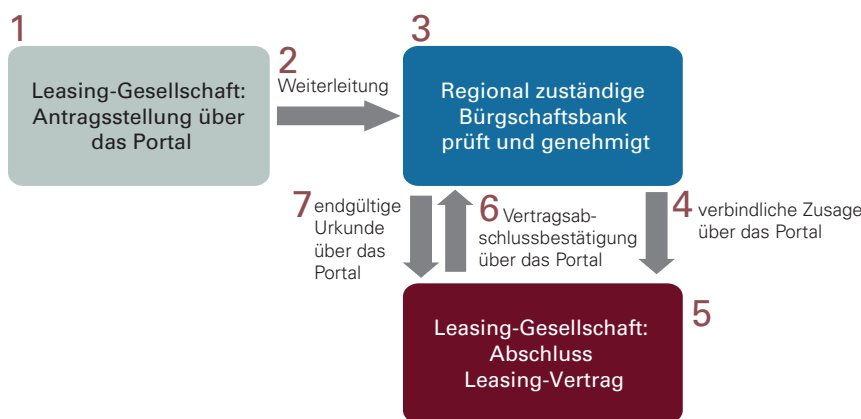 1
Leasing-Gesellschaft:
Antragsstellung über
das Portal
2
Weiterleitung
3
Regional zuständige
Bürgschaftsbank
prüft und genehmigt
4
verbindliche Zusage
über das Portal
5
Leasing-Gesellschaft:
Abschluss
Leasing-Vertrag
6
Vertragsab-
schlussbestätigung
über das Portal
7
endgültige
Urkunde
über das
Portal